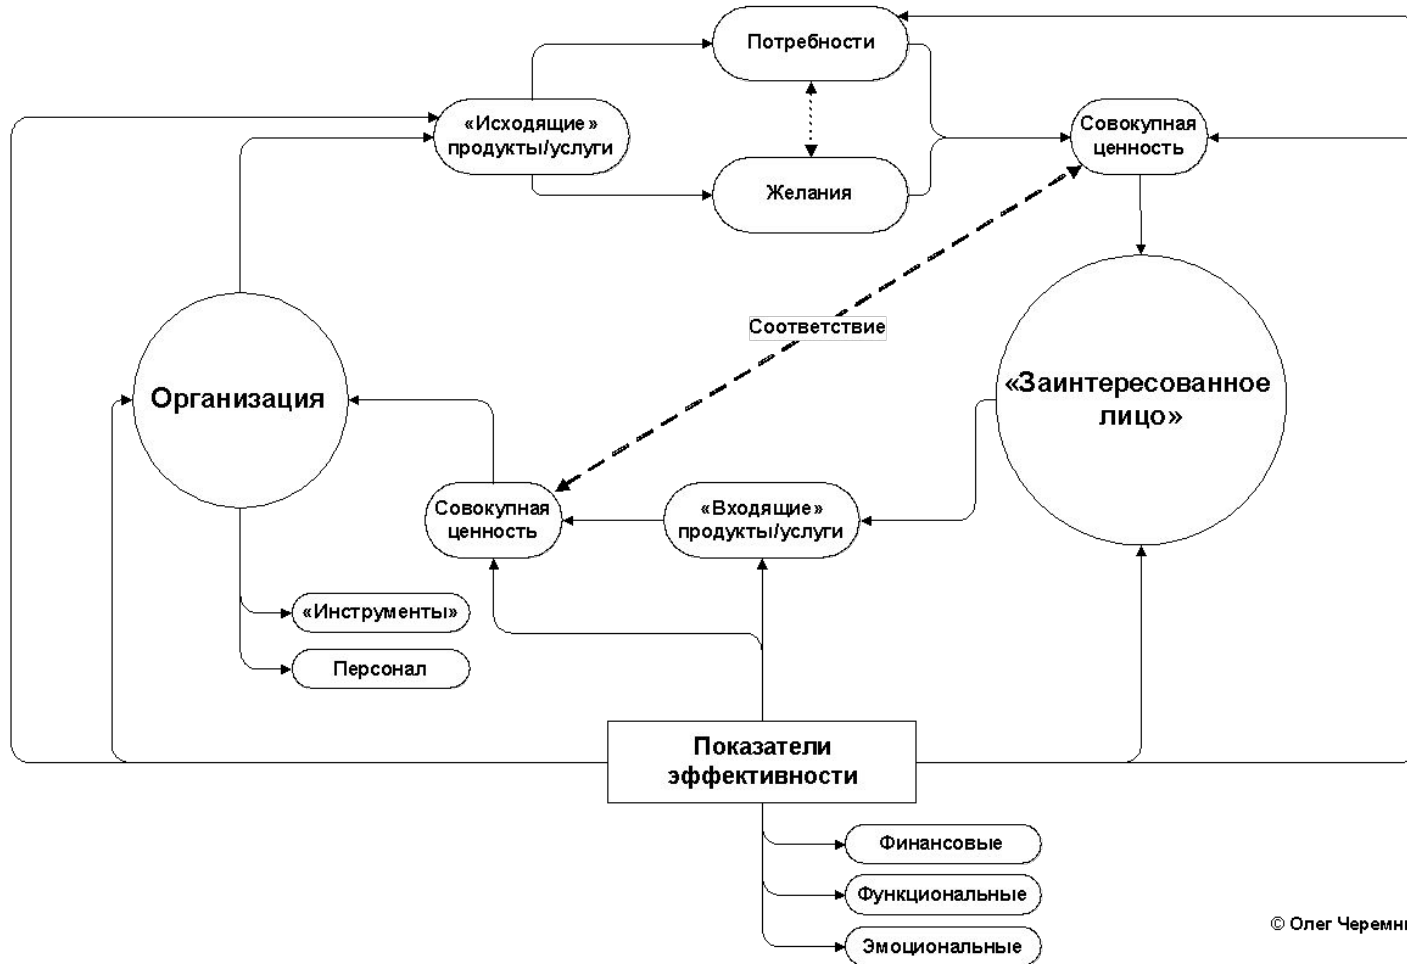 Потребности
«Исходящие»
продукты/услуги
Совокупная
ценность
Желания
Соответствие
Организация
«Заинтересованное
лицо»
Совокупная
ценность
«Входящие»
продукты/услуги
«Инструменты»
Персонал
Показатели
эффективности
Финансовые
Функциональные
Эмоциональные
© Олег